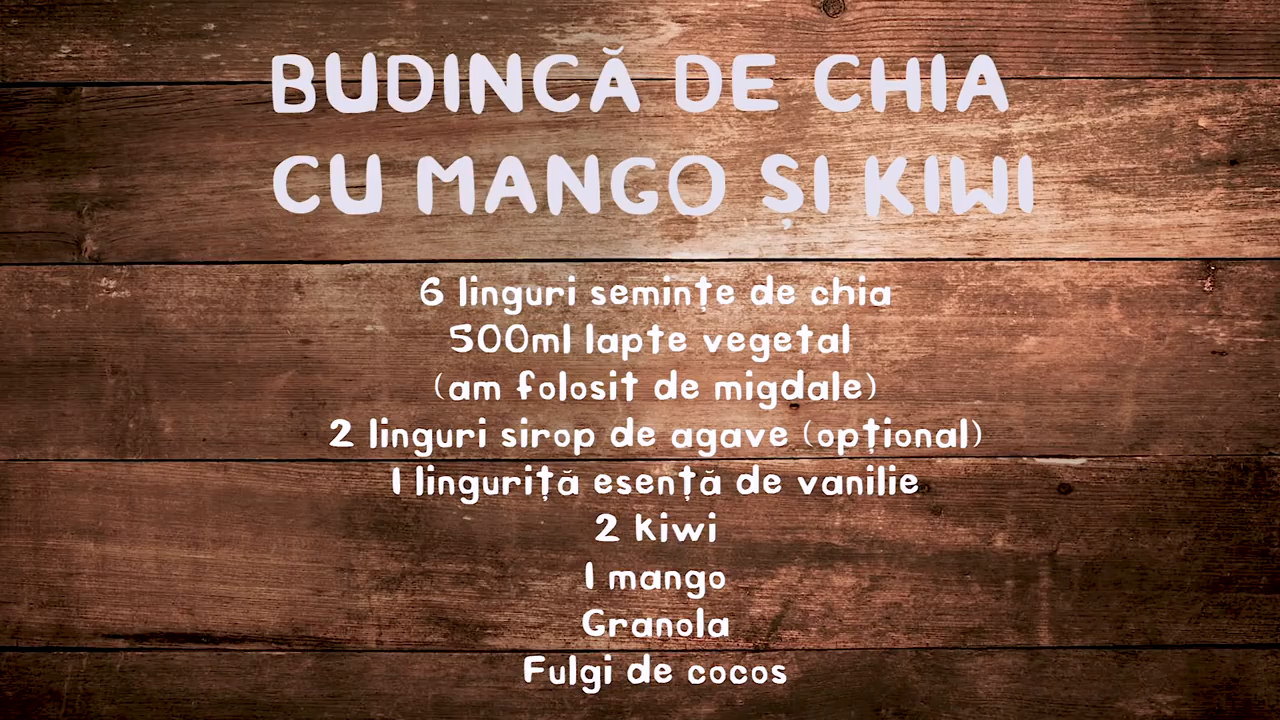 BUDINCĂ DE CHIA
CU MANGO ȘI KIWI
6 linguri semințe de chia
500ml lapte vegetal
(am folosit de migdale)
2 linguri sirop de agave (opțional)
1 linguriță esență de vanilie
2 kiwi
1 mango
Granola
Fulgi de cocos